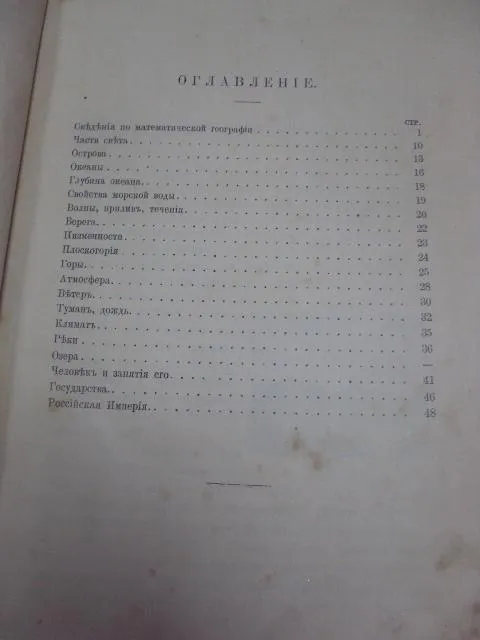 ОГЛАВЛЕНІЕ.
СТР.
Свѣдѣнія по математической географіи . 1
Части свѣта. 10
Острова. 13
Океаны. 16
Глубина океана. 18
Свойства морской воды. 19
Волны, приливъ, теченія. 20
Берега. 22
Низменности. 23
Плоскогорія. 24
Горы. 25
Атмосфера. 28
Вѣтеръ. 30
Туманъ, дождь. 32
Климатъ. 35
Рѣки . 36
Озера . —
Человѣкъ и занятія его. 41
Государства. 46
Россійская Имперія. 48